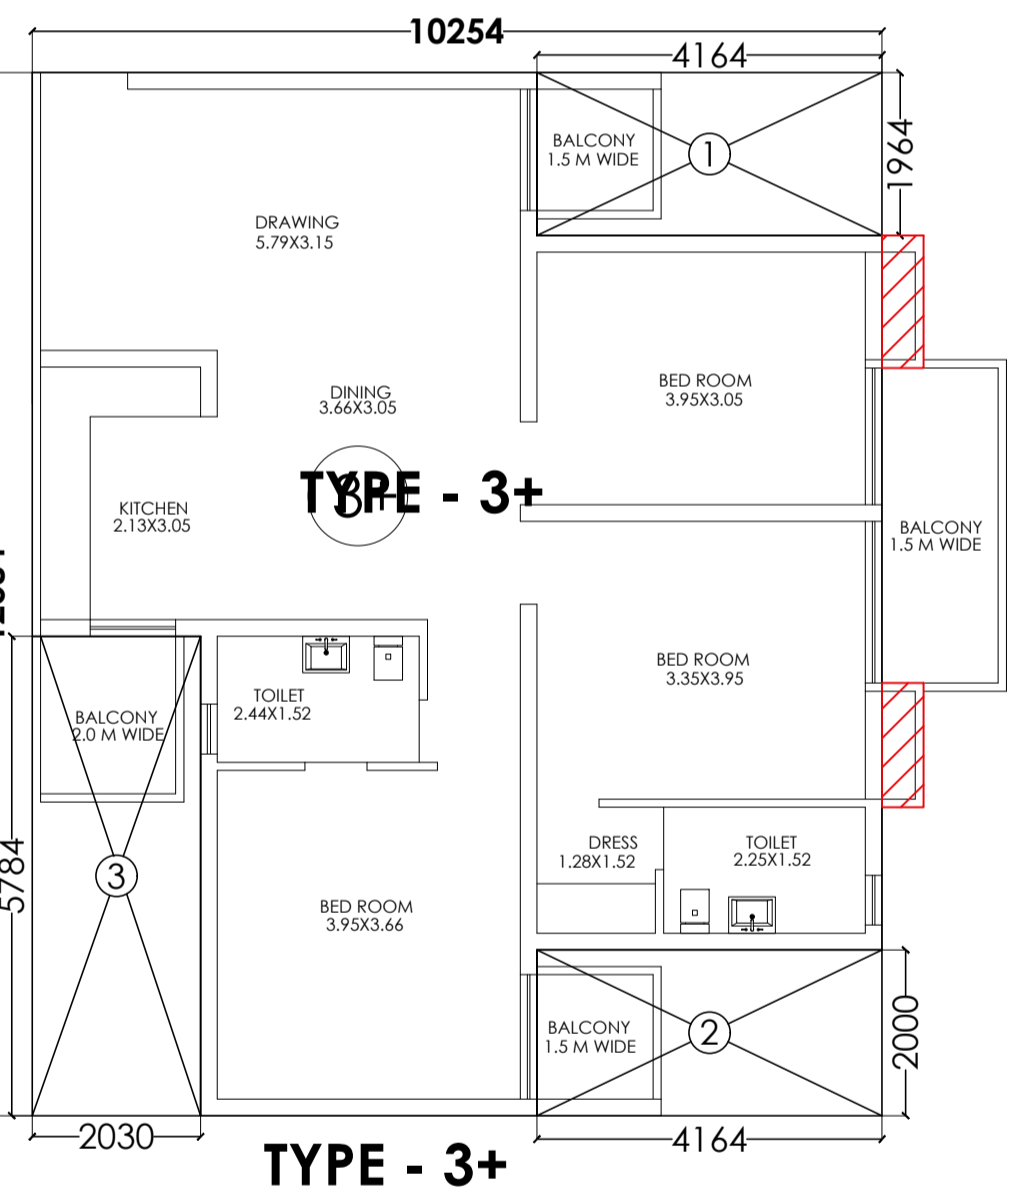 10254
4164
BALCONY
1.5 M WIDE
1
1964
DRAWING
5.79X3.15
BED ROOM
3.95X3.05
DINING
3.66X3.05
TYPE - 3+
3+
KITCHEN
2.13X3.05
BALCONY
1.5 M WIDE
BED ROOM
3.35X3.95
TOILET
2.44X1.52
BALCONY
2.0 M WIDE
5784
3
DRESS
1.28X1.52
TOILET
2.25X1.52
BED ROOM
3.95X3.66
BALCONY
1.5 M WIDE
2
2000
2030
4164
TYPE - 3+